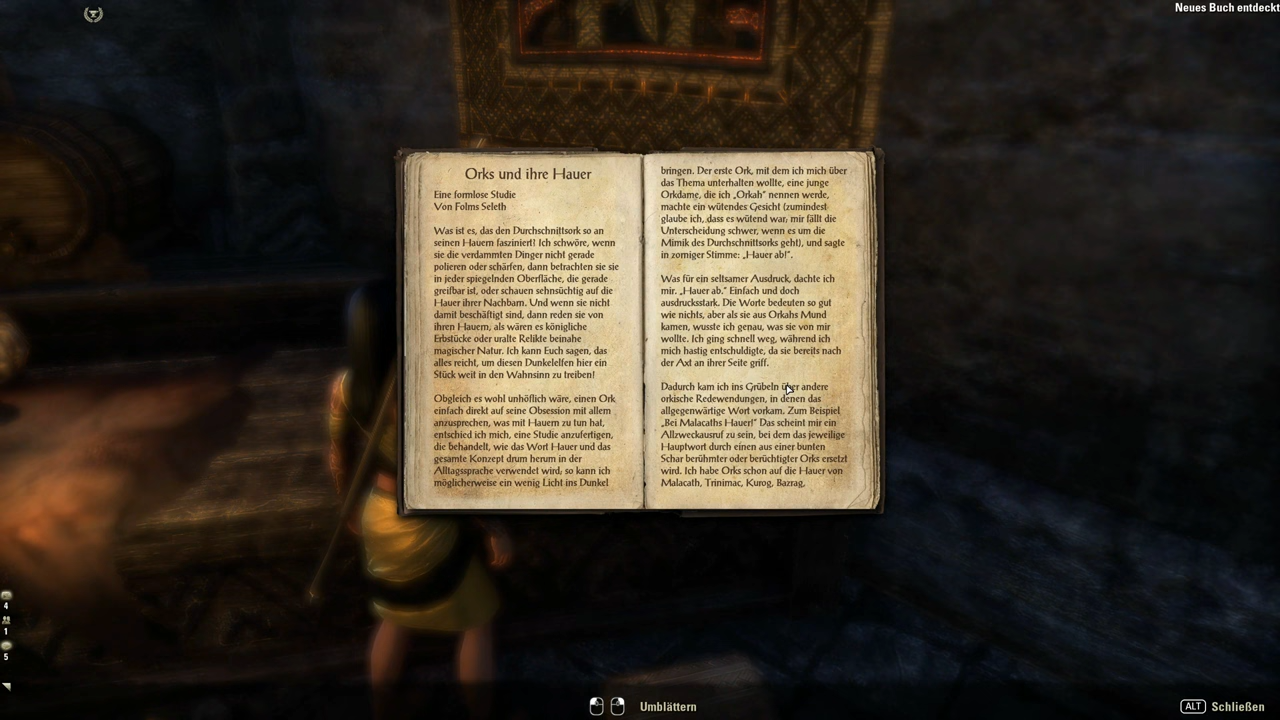 Neues Buch entdeckt
Orks und ihre Hauer
Eine formlose Studie
Von Folms Seleth
Was ist es, das den Durchschnittsork so an
seinen Hauern fasziniert? Ich schwöre, wenn
sie die verdammten Dinger nicht gerade
polieren oder schärfen, dann betrachten sie sie
in jeder spiegelnden Oberfläche, die gerade
greifbar ist, oder schauen sehnsüchtig auf die
Hauer ihrer Nachbarn. Und wenn sie nicht
damit beschäftigt sind, dann reden sie von
ihren Hauern, als wären es königliche
Erbstücke oder uralte Relikte beinahe
magischer Natur. Ich kann Euch sagen, das
alles reicht, um diesen Dunkelelfen hier ein
Stück weit in den Wahnsinn zu treiben!
Obgleich es wohl unhöflich wäre, einen Ork
einfach direkt auf seine Obsession mit allem
anzusprechen, was mit Hauern zu tun hat,
entschied ich mich, eine Studie anzufertigen,
die behandelt, wie das Wort Hauer und das
gesamte Konzept drum herum in der
Alltagssprache verwendet wird; so kann ich
möglicherweise ein wenig Licht ins Dunkel
bringen. Der erste Ork, mit dem ich mich über
das Thema unterhalten wollte, eine junge
Orkdame, die ich „Orkah“ nennen werde,
machte ein wütendes Gesicht (zumindest
glaube ich, dass es wütend war; mir fällt die
Unterscheidung schwer, wenn es um die
Mimik des Durchschnittsorks geht), und sagte
in zorniger Stimme: „Hauer ab!“.
Was für ein seltsamer Ausdruck, dachte ich
mir. „Hauer ab.“ Einfach und doch
ausdrucksstark. Die Worte bedeuten so gut
wie nichts, aber als sie aus Orkahs Mund
kamen, wusste ich genau, was sie von mir
wollte. Ich ging schnell weg, während ich
mich hastig entschuldigte, da sie bereits nach
der Axt an ihrer Seite griff.
Dadurch kam ich ins Grübeln über andere
orkische Redewendungen, in denen das
allgegenwärtige Wort vorkam. Zum Beispiel
„Bei Malacaths Hauer!“ Das scheint mir ein
Allzweckausruf zu sein, bei dem das jeweilige
Hauptwort durch einen aus einer bunten
Schar berühmter oder berüchtigter Orks ersetzt
wird. Ich habe Orks schon auf die Hauer von
Malacath, Trinimac, Kurog, Bazrag,
4
1
5
Umblättern
ALT Schließen